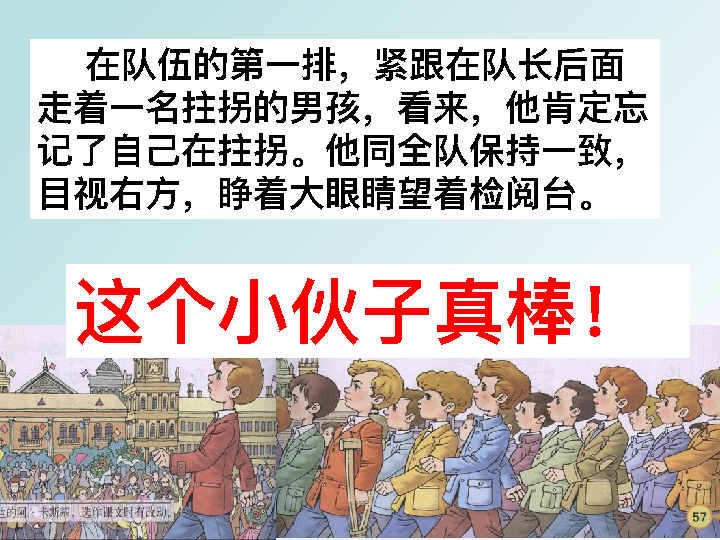 在队伍的第一排，紧跟在队长后面
走着一名拄拐的男孩，看来，他肯定忘
记了自己在拄拐。他同全队保持一致，
目视右方，睁着大眼睛望着检阅台。
这个小伙子真棒！
兰的阿·卡斯泰，选作课文时有改动。
57